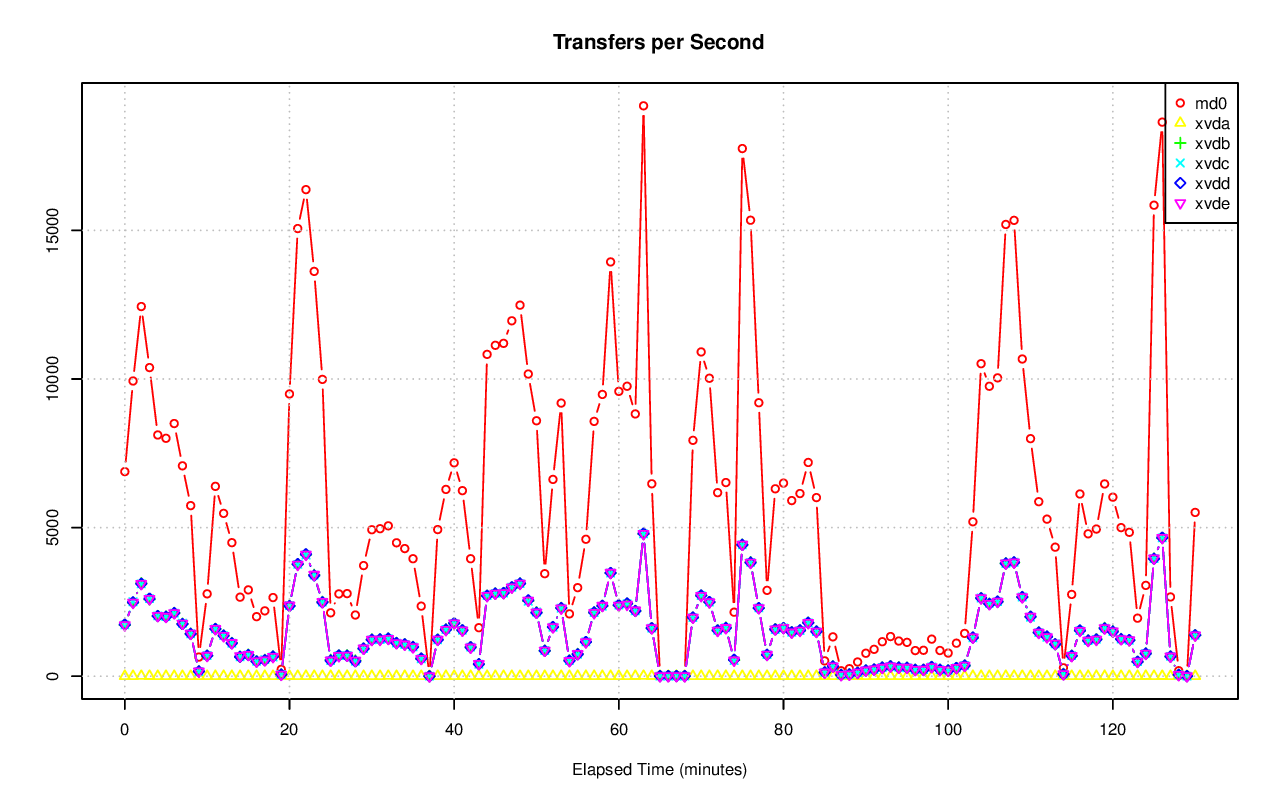 Transfers per Second
md0
xvda
xvdb
xvdc
xvdd
xvde
15000
10000
5000
0
0 20 40 60 80 100 120
Elapsed Time (minutes)